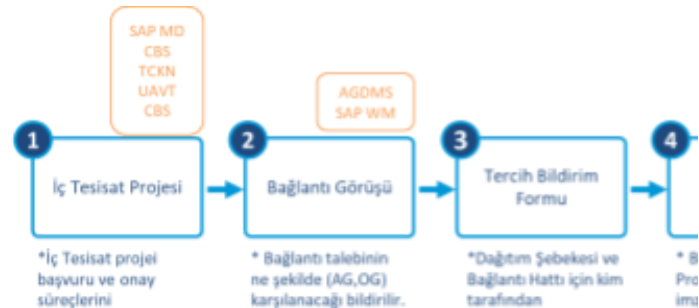 SAP MD
CBS
TCKN
UAVT
CBS
AGDMS
SAP WM
1
2
3
4
İç Tesisat Projesi
Bağlantı Görüşü
Tercih Bildirim
Formu
*İç Tesisat projei
başvuru ve onay
süreçlerini
* Bağlantı talebinin
ne şekilde (AG,OG)
karşılanacağı bildirilir.
*Dağıtım Şebekesi ve
Bağlantı Hattı için kim
tarafından
* B
Pro